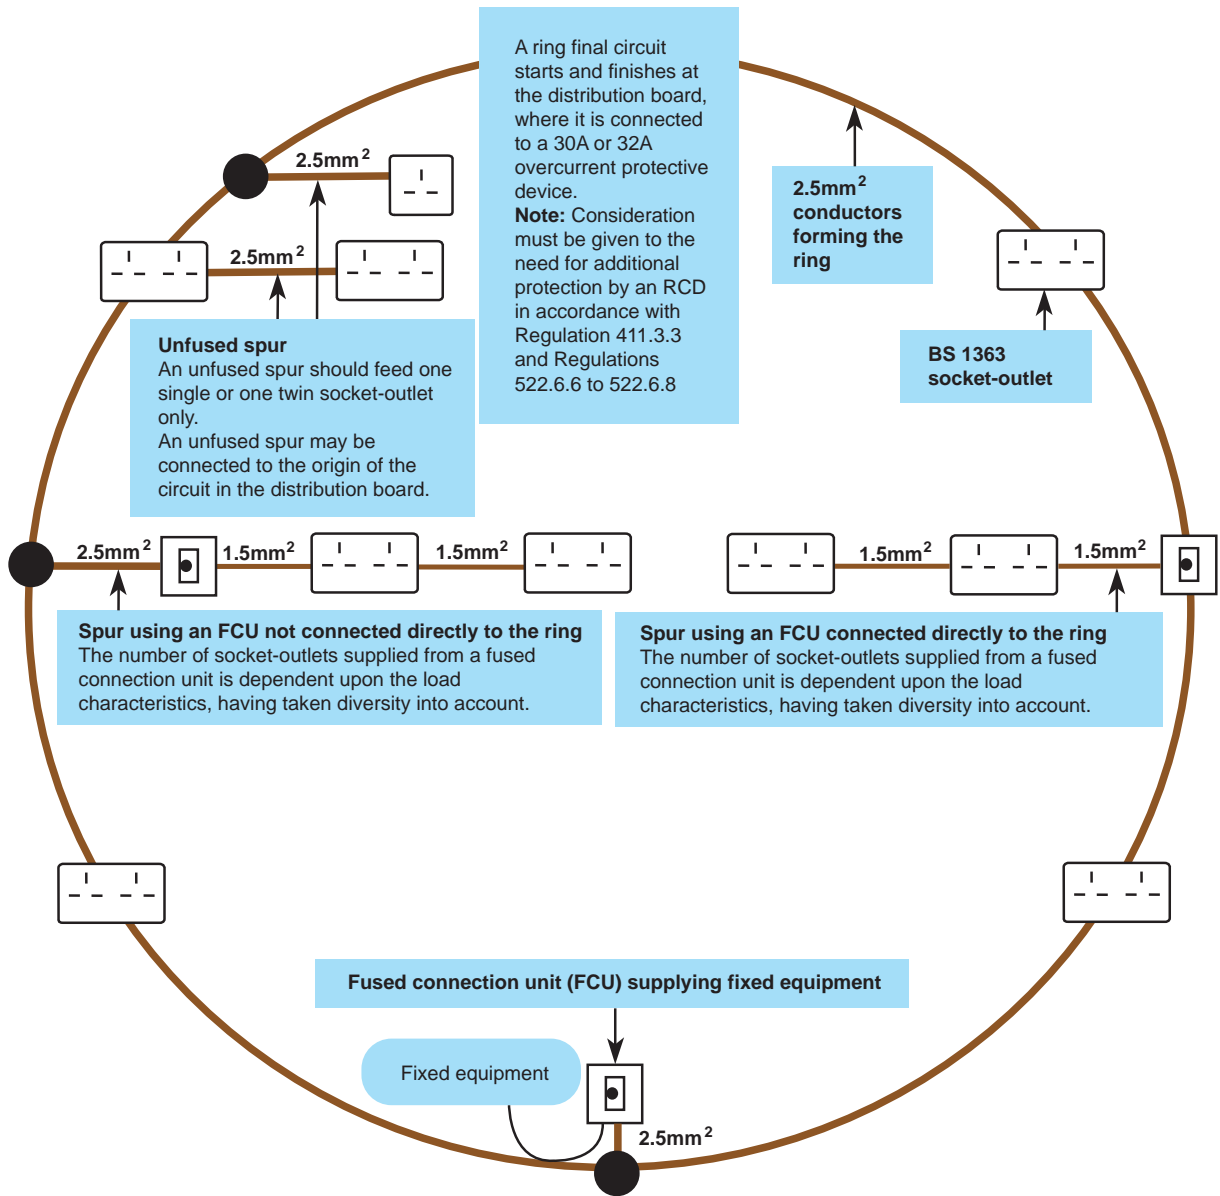 A ring final circuit
starts and finishes at
the distribution board,
where it is connected
to a 30A or 32A
overcurrent protective
device.
Note: Consideration
must be given to the
need for additional
protection by an RCD
in accordance with
Regulation 411.3.3
and Regulations
522.6.6 to 522.6.8
2.5mm²
2.5mm²
conductors
forming the
ring
2.5mm²
Unfused spur
An unfused spur should feed one
single or one twin socket-outlet
only.
An unfused spur may be
connected to the origin of the
circuit in the distribution board.
BS 1363
socket-outlet
2.5mm²
1.5mm²
1.5mm²
1.5mm²
1.5mm²
Spur using an FCU not connected directly to the ring
The number of socket-outlets supplied from a fused
connection unit is dependent upon the load
characteristics, having taken diversity into account.
Spur using an FCU connected directly to the ring
The number of socket-outlets supplied from a fused
connection unit is dependent upon the load
characteristics, having taken diversity into account.
Fused connection unit (FCU) supplying fixed equipment
Fixed equipment
2.5mm²